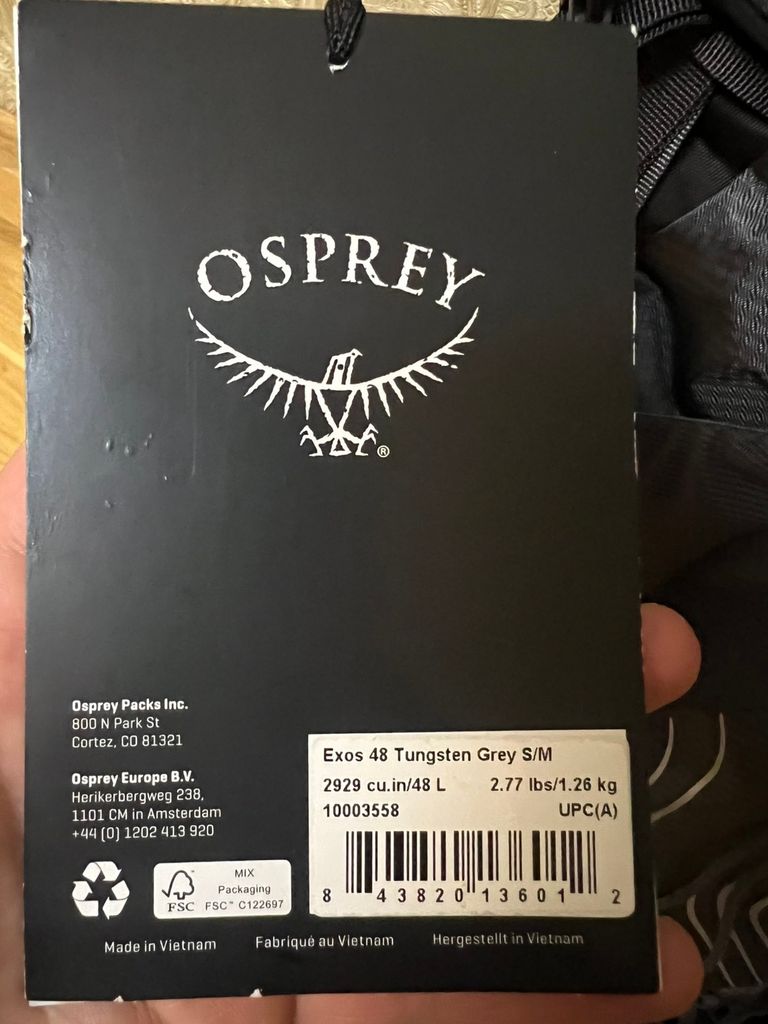 OSPREY
®
Osprey Packs Inc.
800 N Park St
Cortez, CO 81321
Osprey Europe B.V.
Herikerbergweg 238,
1101 CM in Amsterdam
+44 (0) 1202 413 920
MIX
Packaging
FSC FSC™ C122697
Exos 48 Tungsten Grey S/M
2929 cu.in/48 L 2.77 lbs/1.26 kg
10003558 UPC(A)
8 43820 13601 2
Made in Vietnam Fabriqué au Vietnam Hergestellt in Vietnam